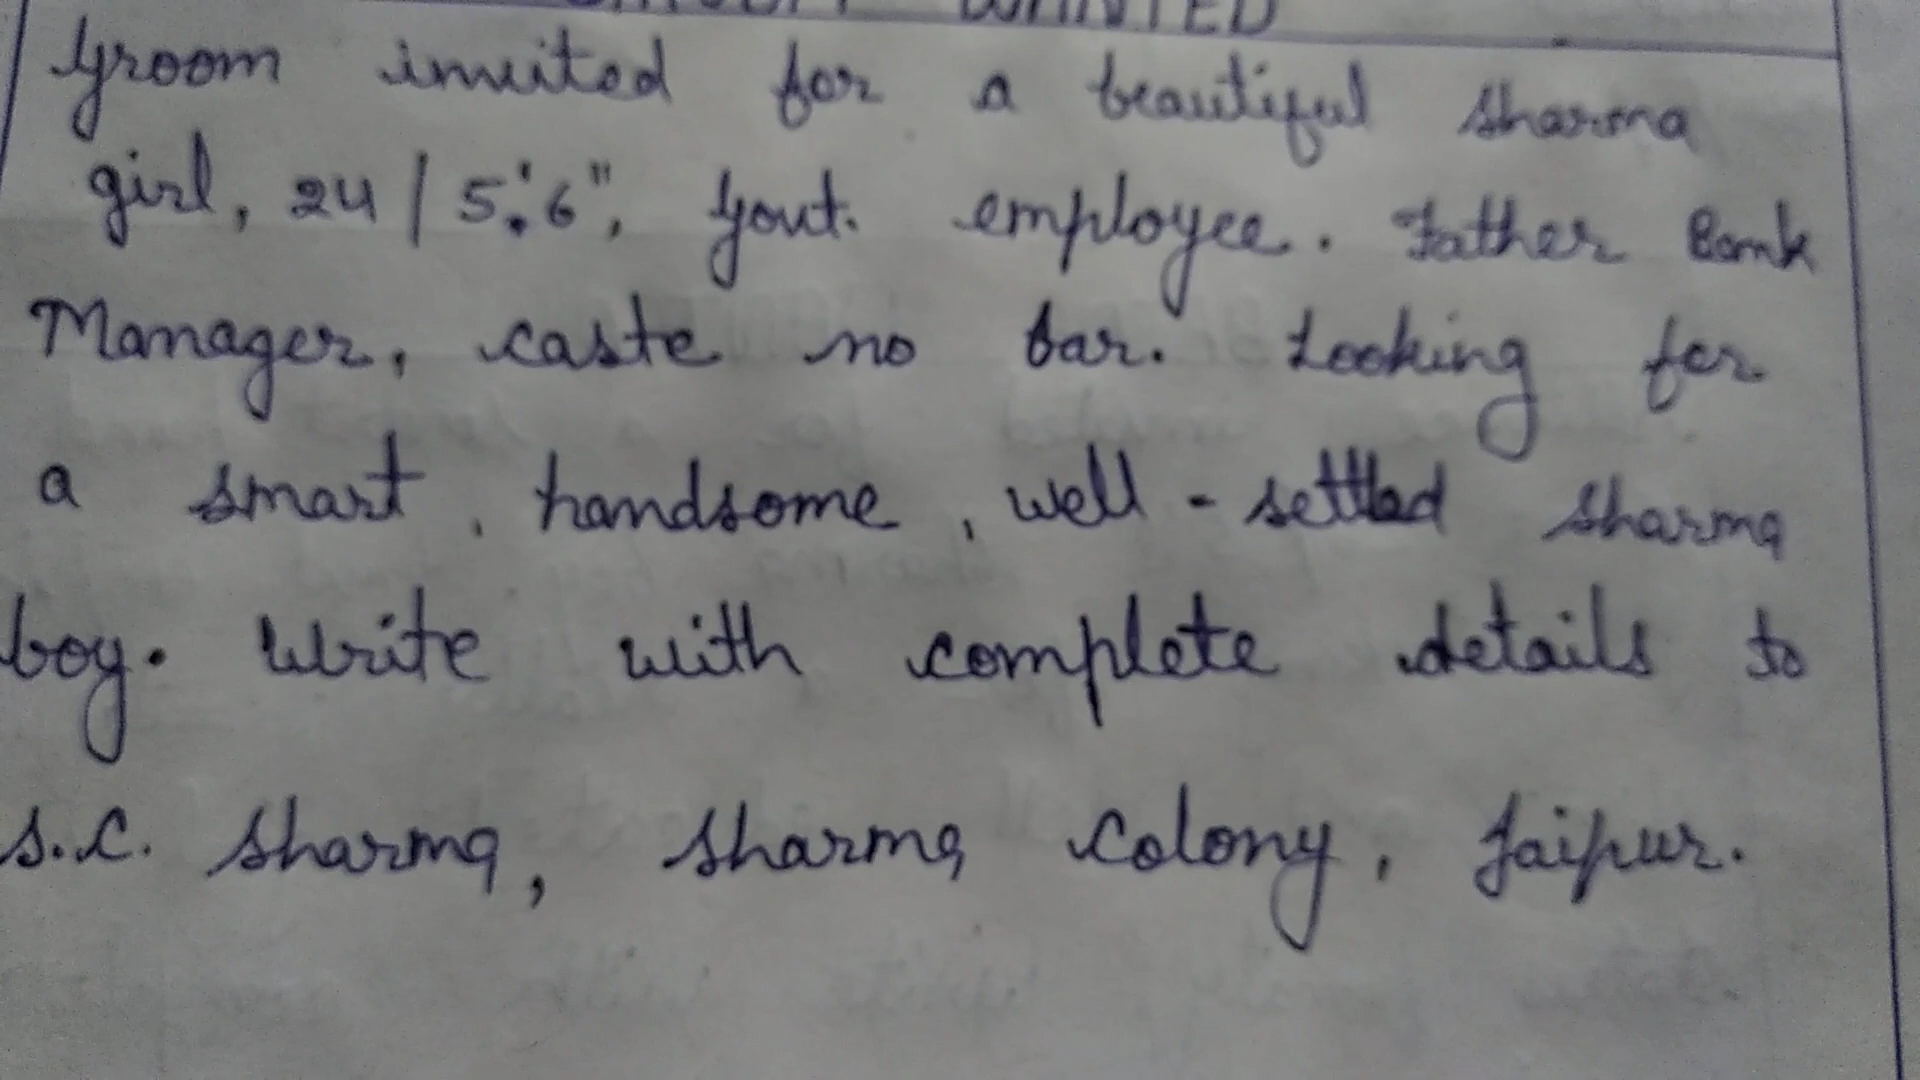 WANTED
Groom invited for a beautiful Sharma
girl, 24 / 5:'6", Govt. employee. Father Bank
Manager, caste no bar. Looking for
a smart, handsome, well-settled Sharma
boy. Write with complete details to
S.C. Sharma, Sharma Colony, Jaipur.